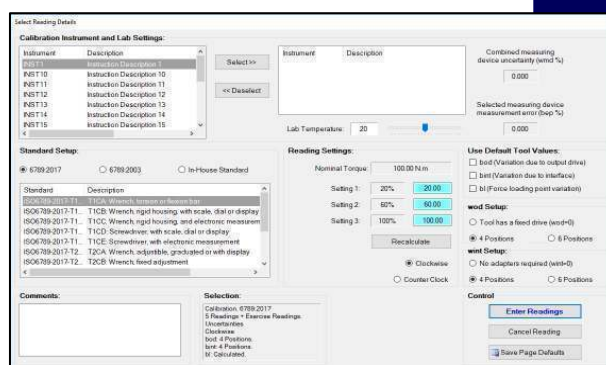 Select Reading Details
Calibration Instrument and Lab Settings:
Instrument Description
INST1 Instruction Description 1
INST10 Instruction Description 10
INST11 Instruction Description 11
INST12 Instruction Description 12
INST13 Instruction Description 13
INST14 Instruction Description 14
INST15 Instruction Description 15
Select >>
<< Deselect
Instrument Description
Lab Temperature: 20
Combined measuring
device uncertainty (wmd %)
0.000
Selected measuring device
measurement error (bep %)
0.000
Standard Setup:
6789:2017 6789:2003 In-House Standard
Standard Description
ISO6789-2017-T1... T1CB: Wrench, torsion or flexion bar
ISO6789-2017-T1... T1CC: Wrench, rigid housing, with scale, dial or display
ISO6789-2017-T1... T1CC: Wrench, rigid housing, and electronic measurem
ISO6789-2017-T1... T1CD: Screwdriver, with scale, dial or display
ISO6789-2017-T1... T1CE: Screwdriver, with electronic measurement
ISO6789-2017-T2... T2CA: Wrench, adjustible, graduated or with display
ISO6789-2017-T2... T2CB: Wrench, fixed adjustment
Reading Settings:
Nominal Torque: 100.00 N.m
Setting 1: 20% 20.00
Setting 2: 60% 60.00
Setting 3: 100% 100.00
Recalculate
Clockwise
Counter Clock
Use Default Tool Values:
bod (Variation due to output drive)
bint (Variation due to interface)
bl (Force loading point variation)
wod Setup:
Tool has a fixed drive (wod=0)
4 Positions 6 Positions
wint Setup:
No adapters required (wint=0)
4 Positions 6 Positions
Comments:
Selection:
Calibration: 6789:2017
5 Readings + Exercise Readings.
Uncertainties
Clockwise
bod: 4 Positions.
bint: 4 Positions.
bl: Calculated.
Control
Enter Readings
Cancel Reading
Save Page Defaults